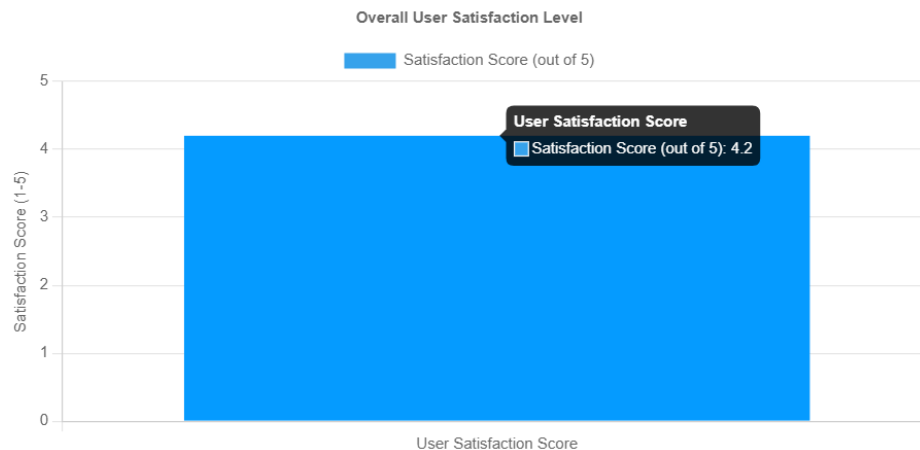 Overall User Satisfaction Level
Satisfaction Score (out of 5)
5
User Satisfaction Score
Satisfaction Score (out of 5): 4.2
4
3
2
1
0
Satisfaction Score (1-5)
User Satisfaction Score